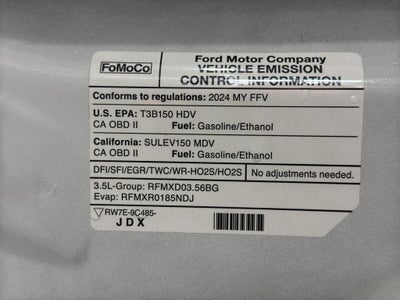 FoMoCo
Ford Motor Company
VEHICLE EMISSION
CONTROL INFORMATION
Conforms to regulations: 2024 MY FFV
U.S. EPA: T3B150 HDV
CA OBD II Fuel: Gasoline/Ethanol
California: SULEV150 MDV
CA OBD II Fuel: Gasoline/Ethanol
DFI/SFI/EGR/TWC/WR-HO2S/HO2S No adjustments needed.
3.5L-Group: RFMXD03.56BG
Evap: RFMXR0185NDJ
RW7E-9C485-
JDX